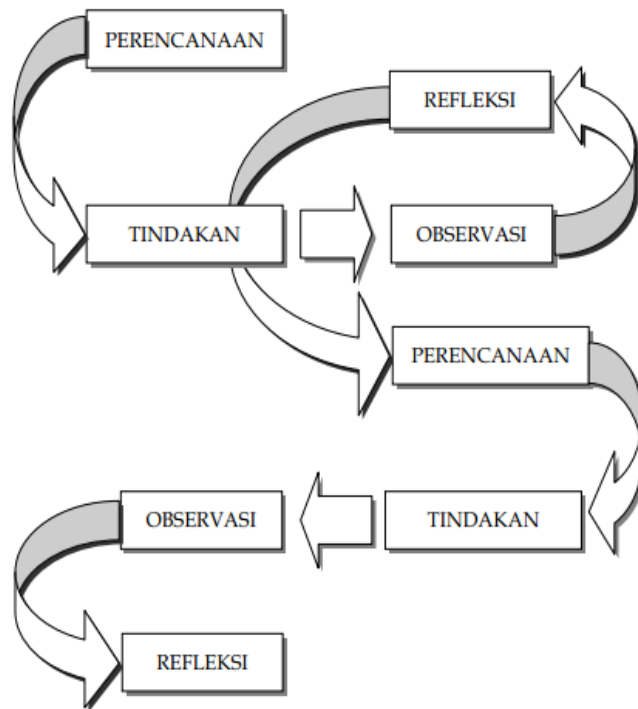 PERENCANAAN
REFLEKSI
TINDAKAN
OBSERVASI
PERENCANAAN
OBSERVASI
TINDAKAN
REFLEKSI